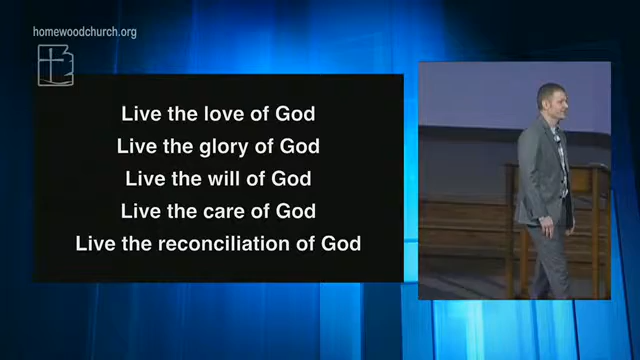 homewoodchurch.org
Live the love of God
Live the glory of God
Live the will of God
Live the care of God
Live the reconciliation of God